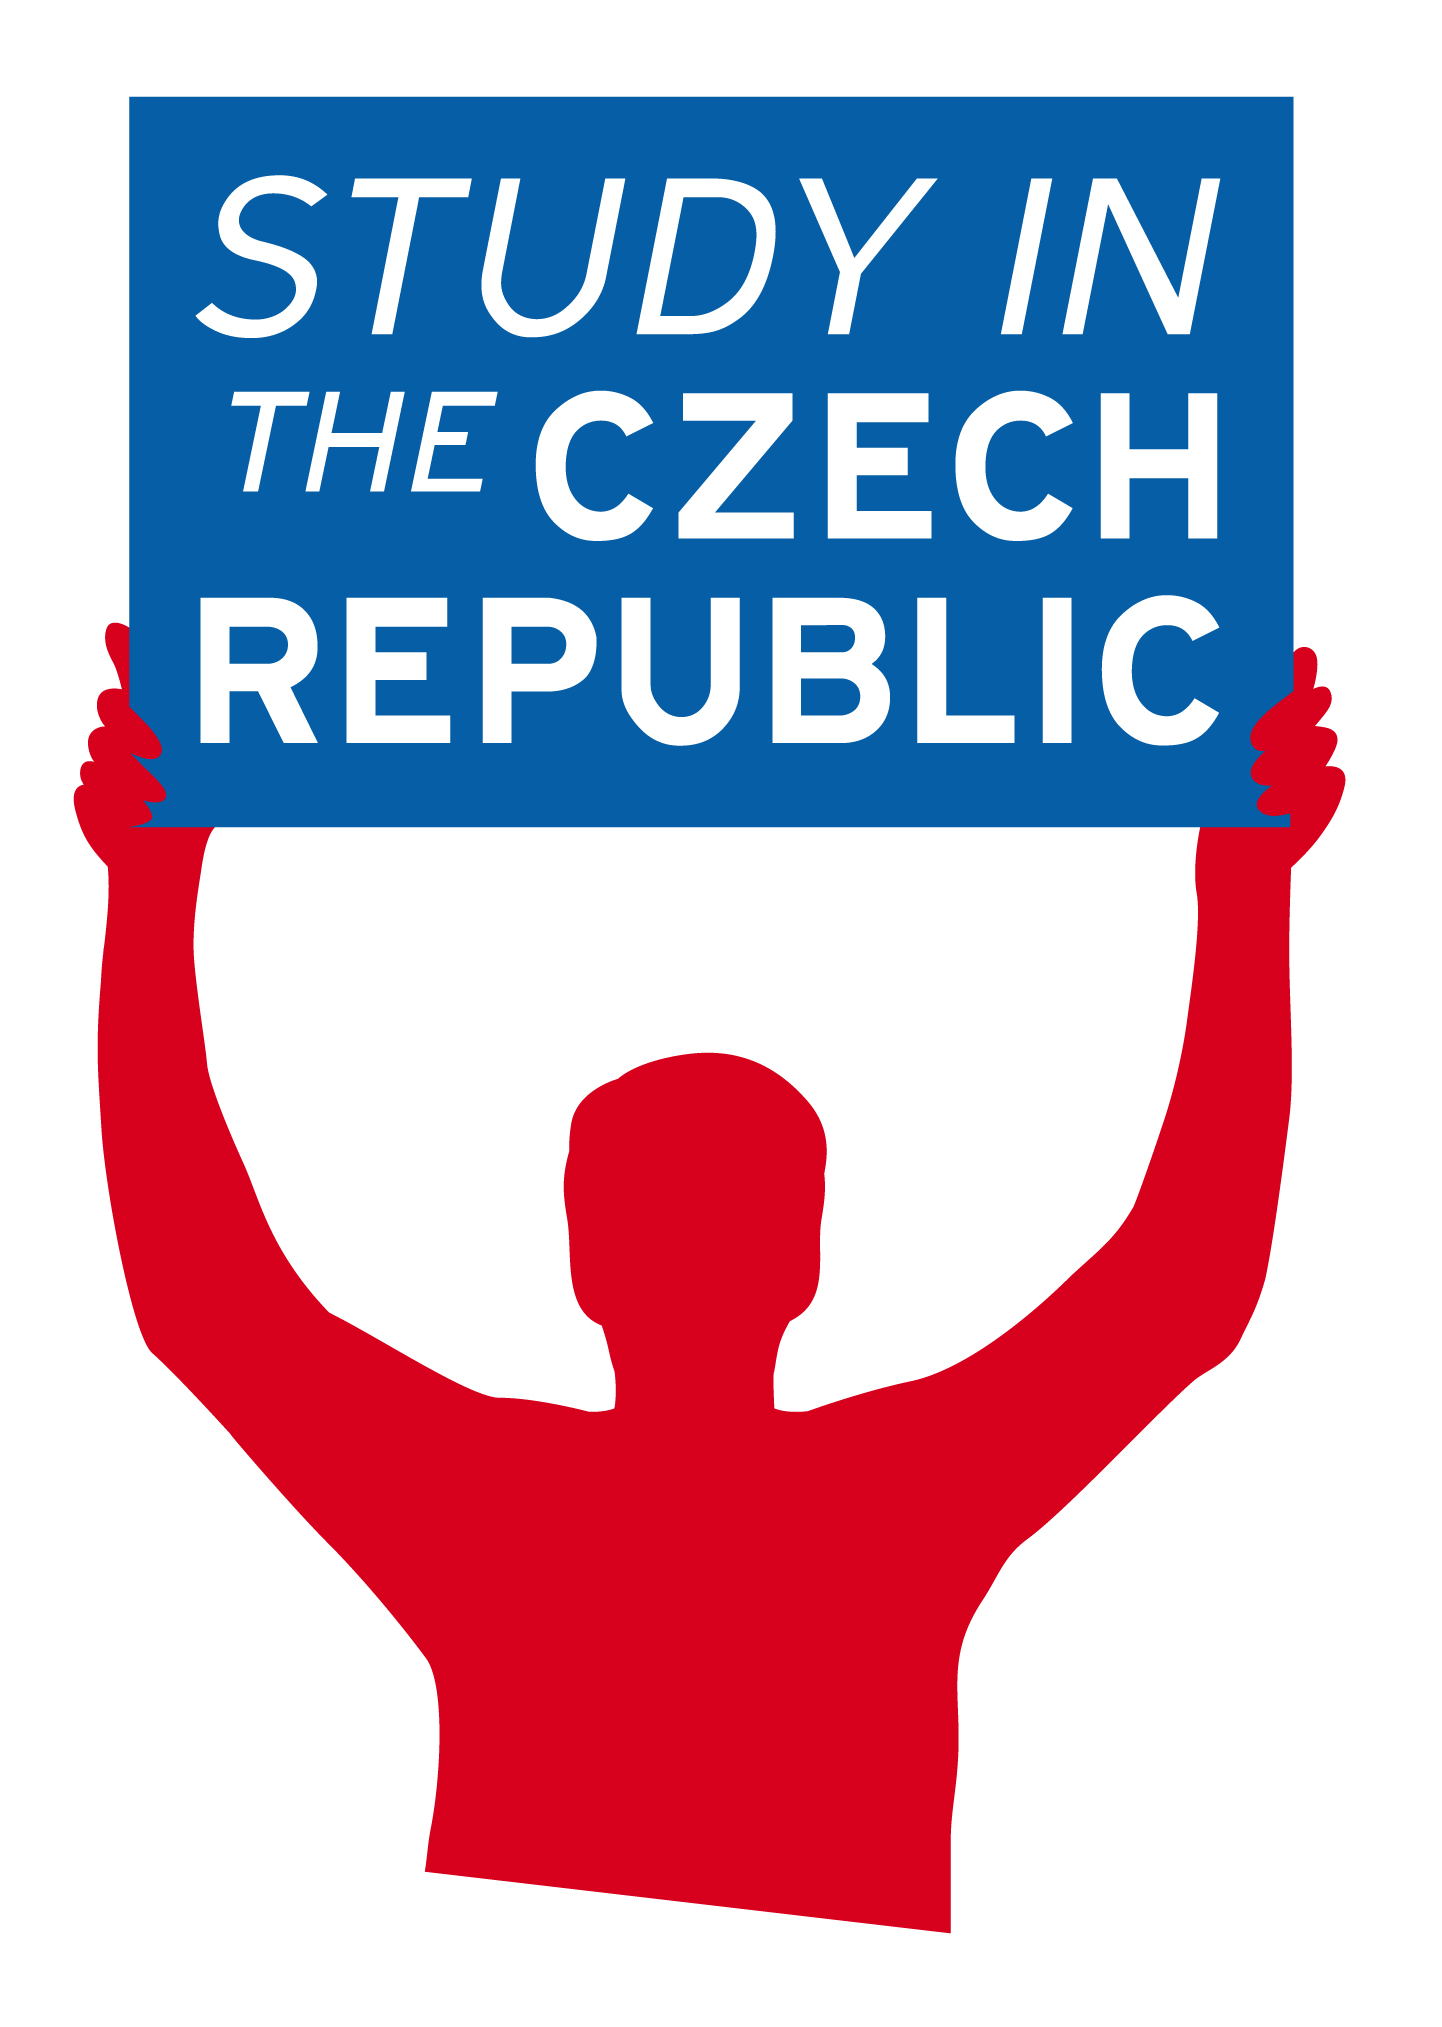 STUDY IN
THE CZECH
REPUBLIC